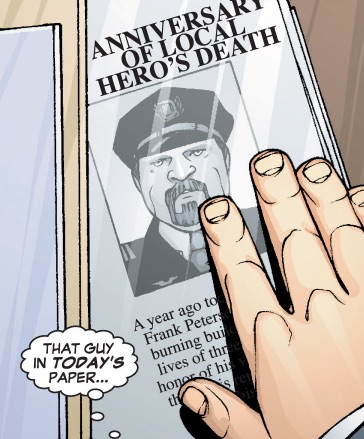 ANNIVERSARY
OF LOCAL
HERO'S DEATH
A year ago to
Frank Peters
burning buil
lives of thre
honor of his
THAT GUY
IN TODAY'S
PAPER...